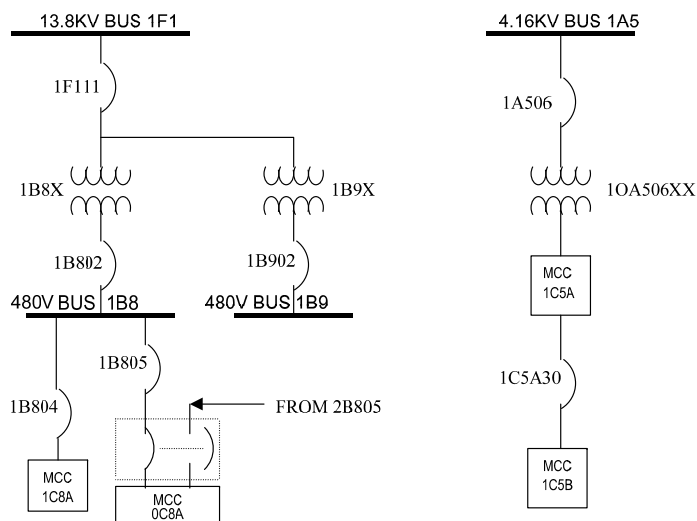 13.8KV BUS 1F1
4.16KV BUS 1A5
1F111
1A506
1B8X
1B9X
1OA506XX
1B802
1B902
MCC
1C5A
480V BUS 1B8
480V BUS 1B9
1B805
1C5A30
1B804
FROM 2B805
MCC
1C8A
MCC
0C8A
MCC
1C5B